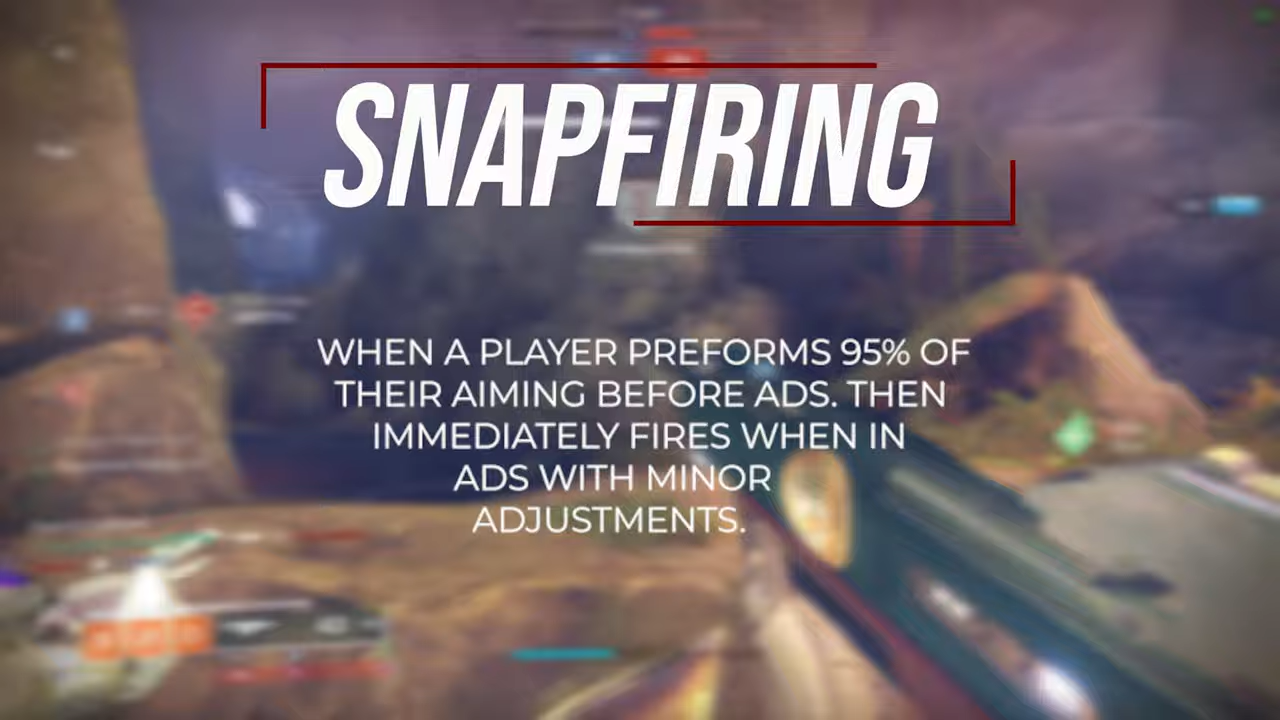 SNAPFIRING
WHEN A PLAYER PREFORMS 95% OF
THEIR AIMING BEFORE ADS. THEN
IMMEDIATELY FIRES WHEN IN
ADS WITH MINOR
ADJUSTMENTS.